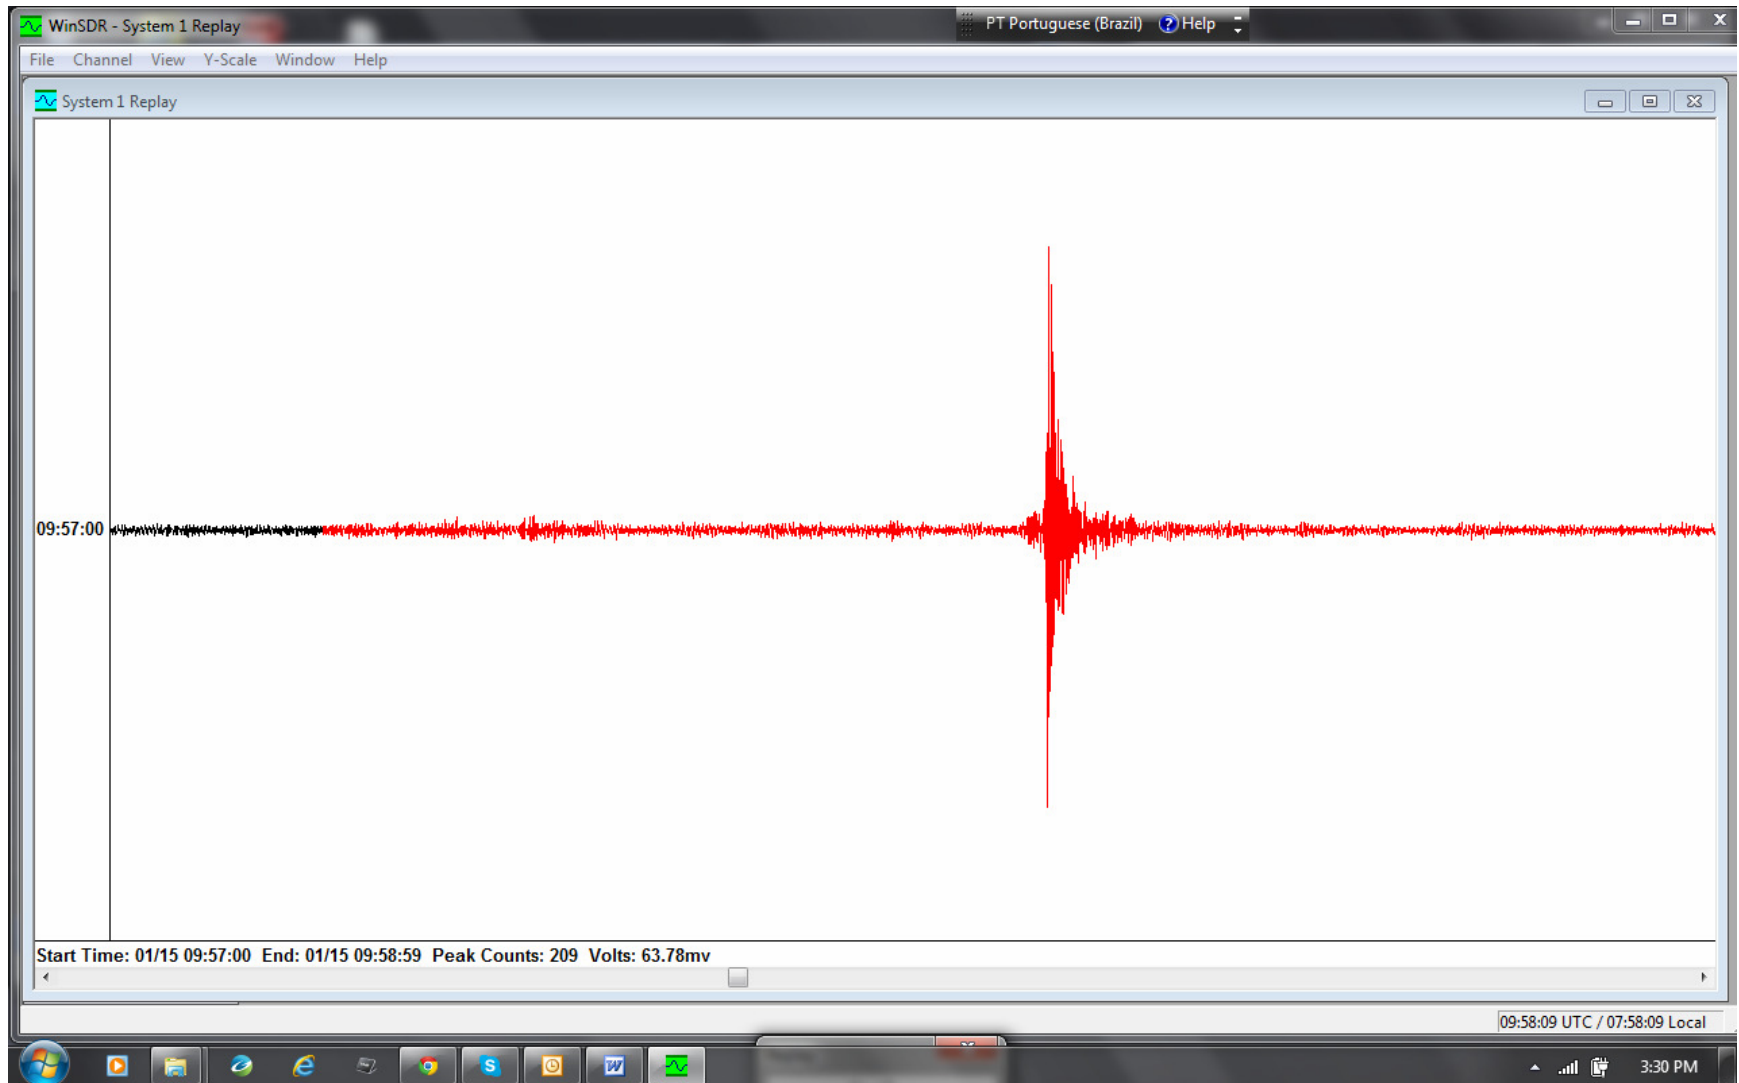 WinSDR - System 1 Replay
PT Portuguese (Brazil) Help
File Channel View Y-Scale Window Help
System 1 Replay
09:57:00
Start Time: 01/15 09:57:00 End: 01/15 09:58:59 Peak Counts: 209 Volts: 63.78mv
09:58:09 UTC / 07:58:09 Local
3:30 PM